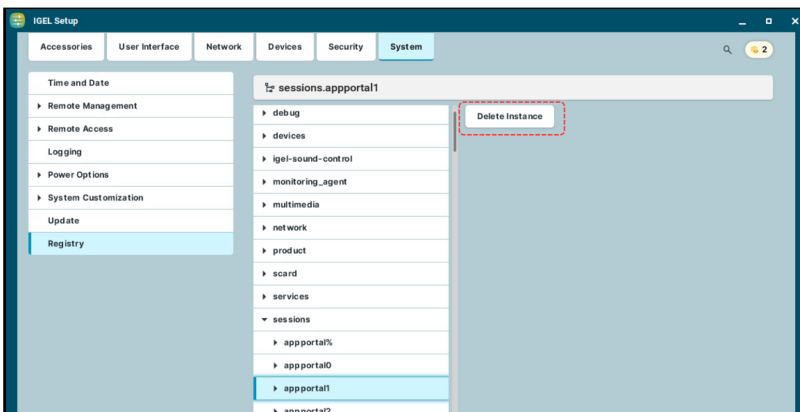 IGEL Setup
Accessories
User Interface
Network
Devices
Security
System
2
Time and Date
Remote Management
Remote Access
Logging
Power Options
System Customization
Update
Registry
sessions.appportal1
debug
devices
igel-sound-control
monitoring_agent
multimedia
network
product
scard
services
sessions
appportal%
appportal0
appportal1
appportal2
Delete Instance